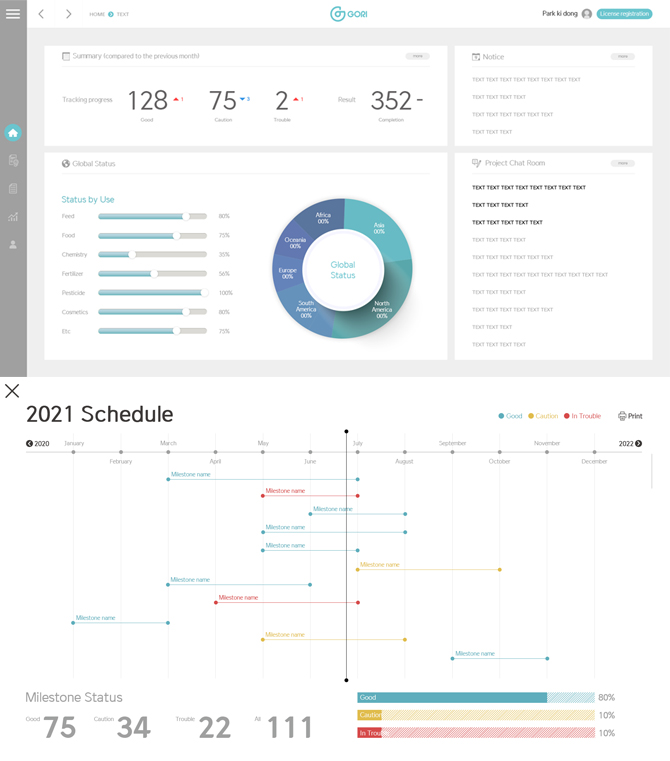 HOME TEXT
GORI
Park ki dong
License registration
Summary (compared to the previous month)
more
Tracking progress
128
1
Good
75
3
Caution
2
1
Trouble
Result
352 -
Completion
Notice
more
TEXT TEXT TEXT TEXT TEXT TEXT TEXT TEXT
TEXT TEXT TEXT TEXT
TEXT TEXT TEXT TEXT TEXT TEXT
TEXT TEXT TEXT
Global Status
Status by Use
Feed 80%
Food 75%
Chemistry 35%
Fertilizer 56%
Pesticide 100%
Cosmetics 80%
Etc 75%
Africa
00%
Asia
00%
Oceania
00%
Europe
00%
South
America
00%
North
America
00%
Global
Status
Project Chat Room
more
TEXT TEXT TEXT TEXT TEXT TEXT TEXT TEXT
TEXT TEXT TEXT TEXT
TEXT TEXT TEXT TEXT TEXT
TEXT TEXT TEXT TEXT
TEXT TEXT TEXT TEXT TEXT TEXT
TEXT TEXT TEXT TEXT TEXT TEXT TEXT TEXT TEXT TEXT
TEXT TEXT TEXT TEXT
TEXT TEXT TEXT TEXT TEXT TEXT
TEXT TEXT TEXT
TEXT TEXT TEXT TEXT
2021 Schedule
Good
Caution
In Trouble
Print
2020
January
March
May
July
September
November
2022
February
April
June
August
October
December
Milestone name
Milestone name
Milestone name
Milestone name
Milestone name
Milestone name
Milestone name
Milestone name
Milestone name
Milestone name
Milestone name
Milestone Status
Good 75
Caution 34
Trouble 22
All 111
Good 80%
Caution 10%
In Trouble 10%